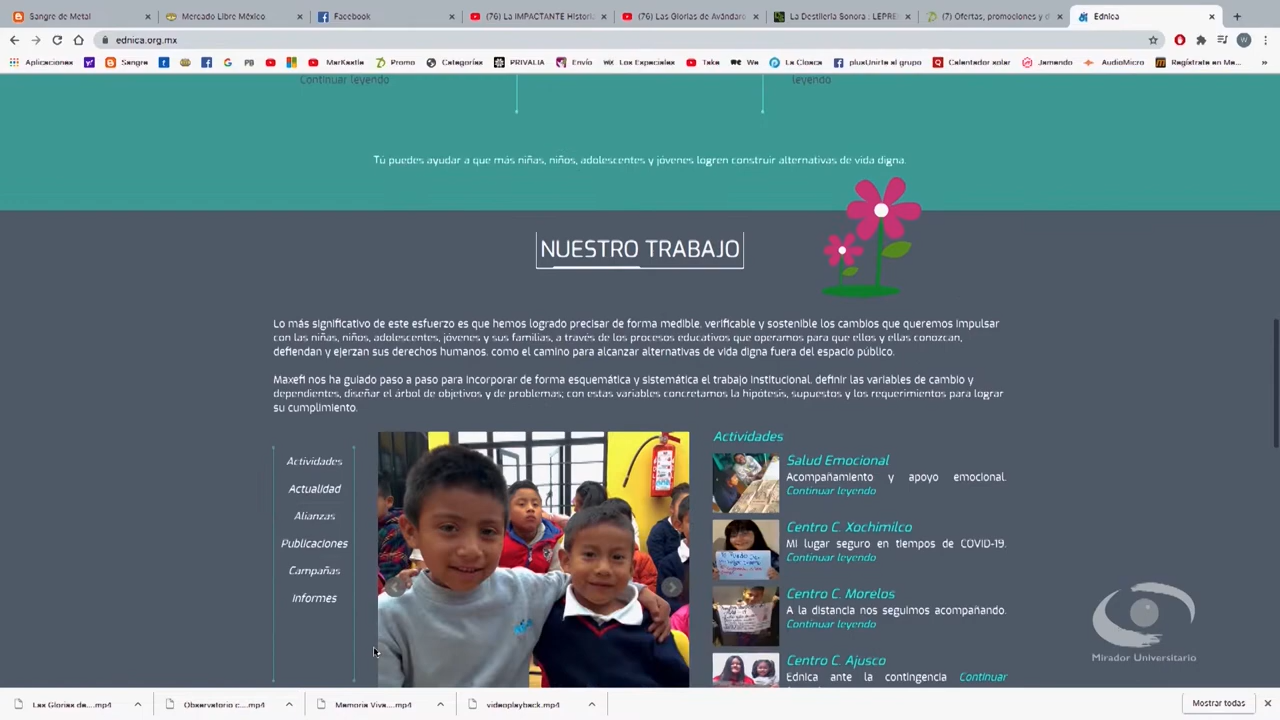 Sangre de Metal
Mercado Libre México
Facebook
(76) La IMPACTANTE Historia
(76) Las Glorias de Avándaro
La Destilería Sonora : LEPRE
(7) Ofertas, promociones y d
Ednica
ednica.org.mx
Aplicaciones
Sangre
PB
MarKastle
Promo
Categorías
PRIVALIA
Envío
Los Especiales
Take
We
La Cloaca
pluxUnirte al grupo
Calentador solar
Jamendo
AudioMicro
Regístrate en Me...
Continuar leyendo
leyendo
Tú puedes ayudar a que más niñas, niños, adolescentes y jóvenes logren construir alternativas de vida digna.
NUESTRO TRABAJO
Lo más significativo de este esfuerzo es que hemos logrado precisar de forma medible, verificable y sostenible los cambios que queremos impulsar
con las niñas, niños, adolescentes, jóvenes y sus familias, a través de los procesos educativos que operamos para que ellos y ellas conozcan,
defiendan y ejerzan sus derechos humanos, como el camino para alcanzar alternativas de vida digna fuera del espacio público.
Maxefi nos ha guiado paso a paso para incorporar de forma esquemática y sistemática el trabajo institucional, definir las variables de cambio y
dependientes, diseñar el árbol de objetivos y de problemas; con estas variables concretamos la hipótesis, supuestos y los requerimientos para lograr
su cumplimiento.
Actividades
Actualidad
Alianzas
Publicaciones
Campañas
Informes
Actividades
Salud Emocional
Acompañamiento y apoyo emocional.
Continuar leyendo
Centro C. Xochimilco
Mi lugar seguro en tiempos de COVID-19.
Continuar leyendo
Centro C. Morelos
A la distancia nos seguimos acompañando.
Continuar leyendo
Centro C. Ajusco
Ednica ante la contingencia Continuar
Mirador Universitario
Las Glorias de....mp4
Observatorio c....mp4
Memoria Viva....mp4
videoplayback.mp4
Mostrar todas